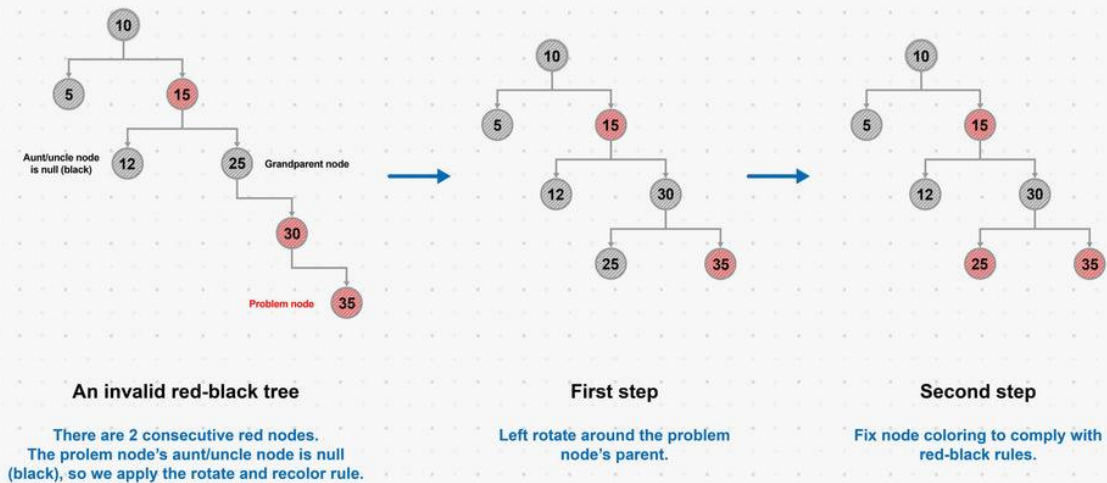 10
5
15
Aunt/uncle node
is null (black)
12
25
Grandparent node
30
Problem node
35
10
5
15
12
30
25
35
10
5
15
12
30
25
35
An invalid red-black tree
There are 2 consecutive red nodes.
The prolem node's aunt/uncle node is null
(black), so we apply the rotate and recolor rule.
First step
Left rotate around the problem
node's parent.
Second step
Fix node coloring to comply with
red-black rules.